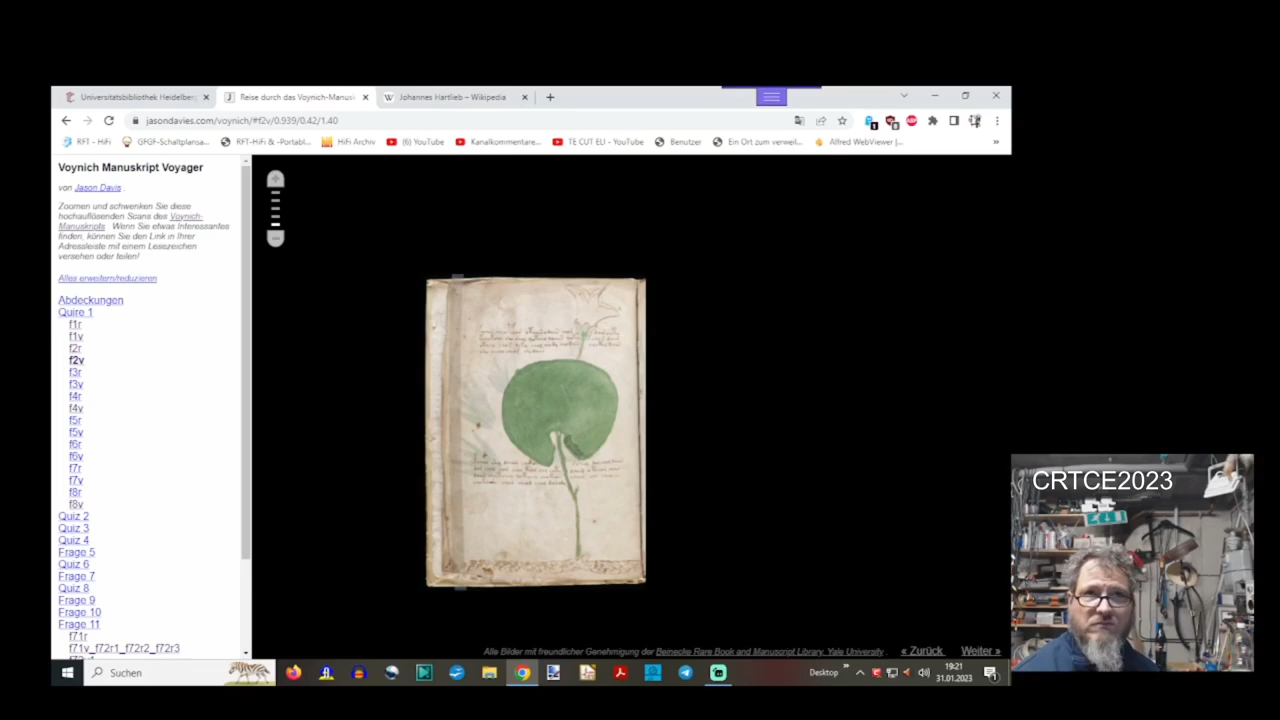 Universitätsbibliothek Heidelber
Reise durch das Voynich-Manus
Johannes Hartlieb – Wikipedia
jasondavies.com/voynich/#f2v/0.939/0.42/1.40
RFT - HiFi
GFGF-Schaltplansa...
RFT-HiFi & -Portabl...
HiFi Archiv
(6) YouTube
Kanalkommentare...
TE CUT EU - YouTube
Benutzer
Ein Ort zum verweil...
Alfred WebViewer |...
»
Voynich Manuskript Voyager
von Jason Davis .
Zoomen und schwenken Sie diese
hochauflösenden Scans des Voynich-
Manuskripts . Wenn Sie etwas Interessantes
finden, können Sie den Link in Ihrer
Adressleiste mit einem Lesezeichen
versehen oder teilen!
Alles erweitern/reduzieren
Abdeckungen
Quire 1
f1r
f1v
f2r
f2v
f3r
f3v
f4r
f4v
f5r
f5v
f6r
f6v
f7r
f7v
f8r
f8v
Quiz 2
Quiz 3
Quiz 4
Frage 5
Quiz 6
Frage 7
Quiz 8
Frage 9
Frage 10
Frage 11
f71r
f71v_f72r1_f72r2_f72r3
Alle Bilder mit freundlicher Genehmigung der Beinecke Rare Book and Manuscript Library, Yale University .
« Zurück
Weiter »
CRTCE2023
Suchen
Desktop
»
19:21
31.01.2023